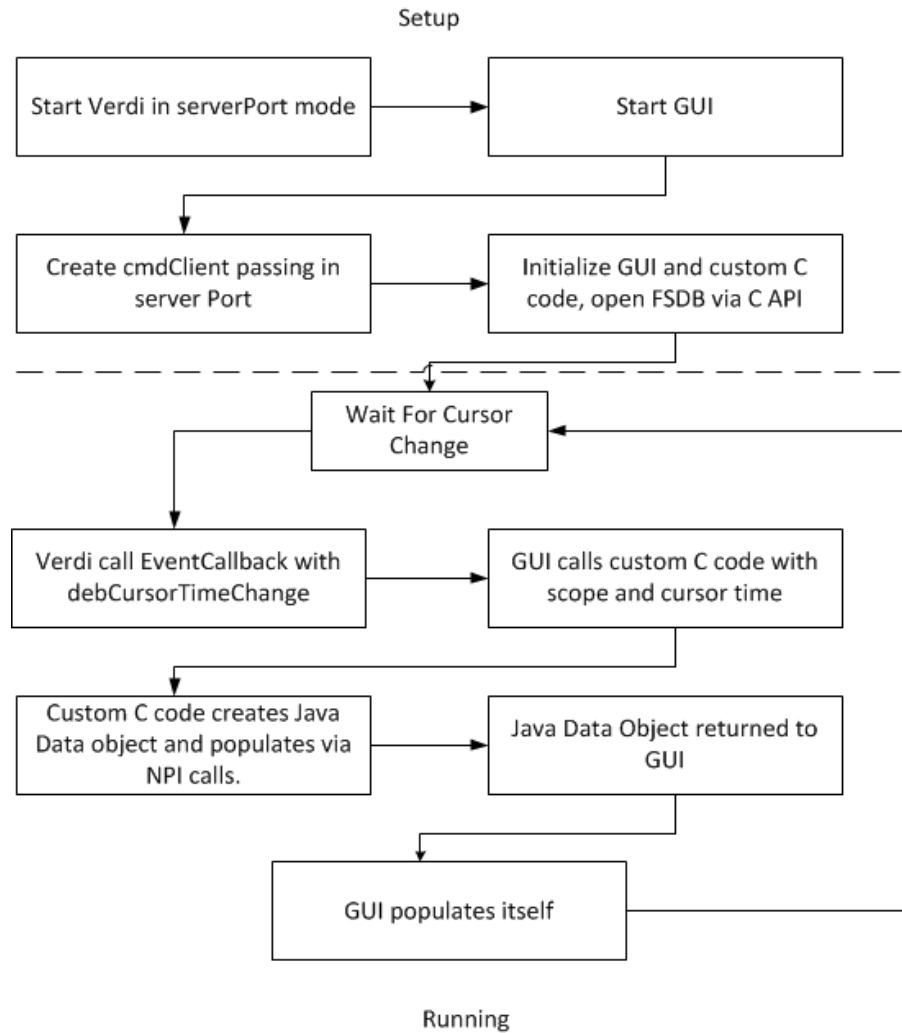 Setup
Start Verdi in serverPort mode
Start GUI
Create cmdClient passing in
server Port
Initialize GUI and custom C
code, open FSDB via C API
Wait For Cursor
Change
Verdi call EventCallback with
debCursorTimeChange
GUI calls custom C code with
scope and cursor time
Custom C code creates Java
Data object and populates via
NPI calls.
Java Data Object returned to
GUI
GUI populates itself
Running